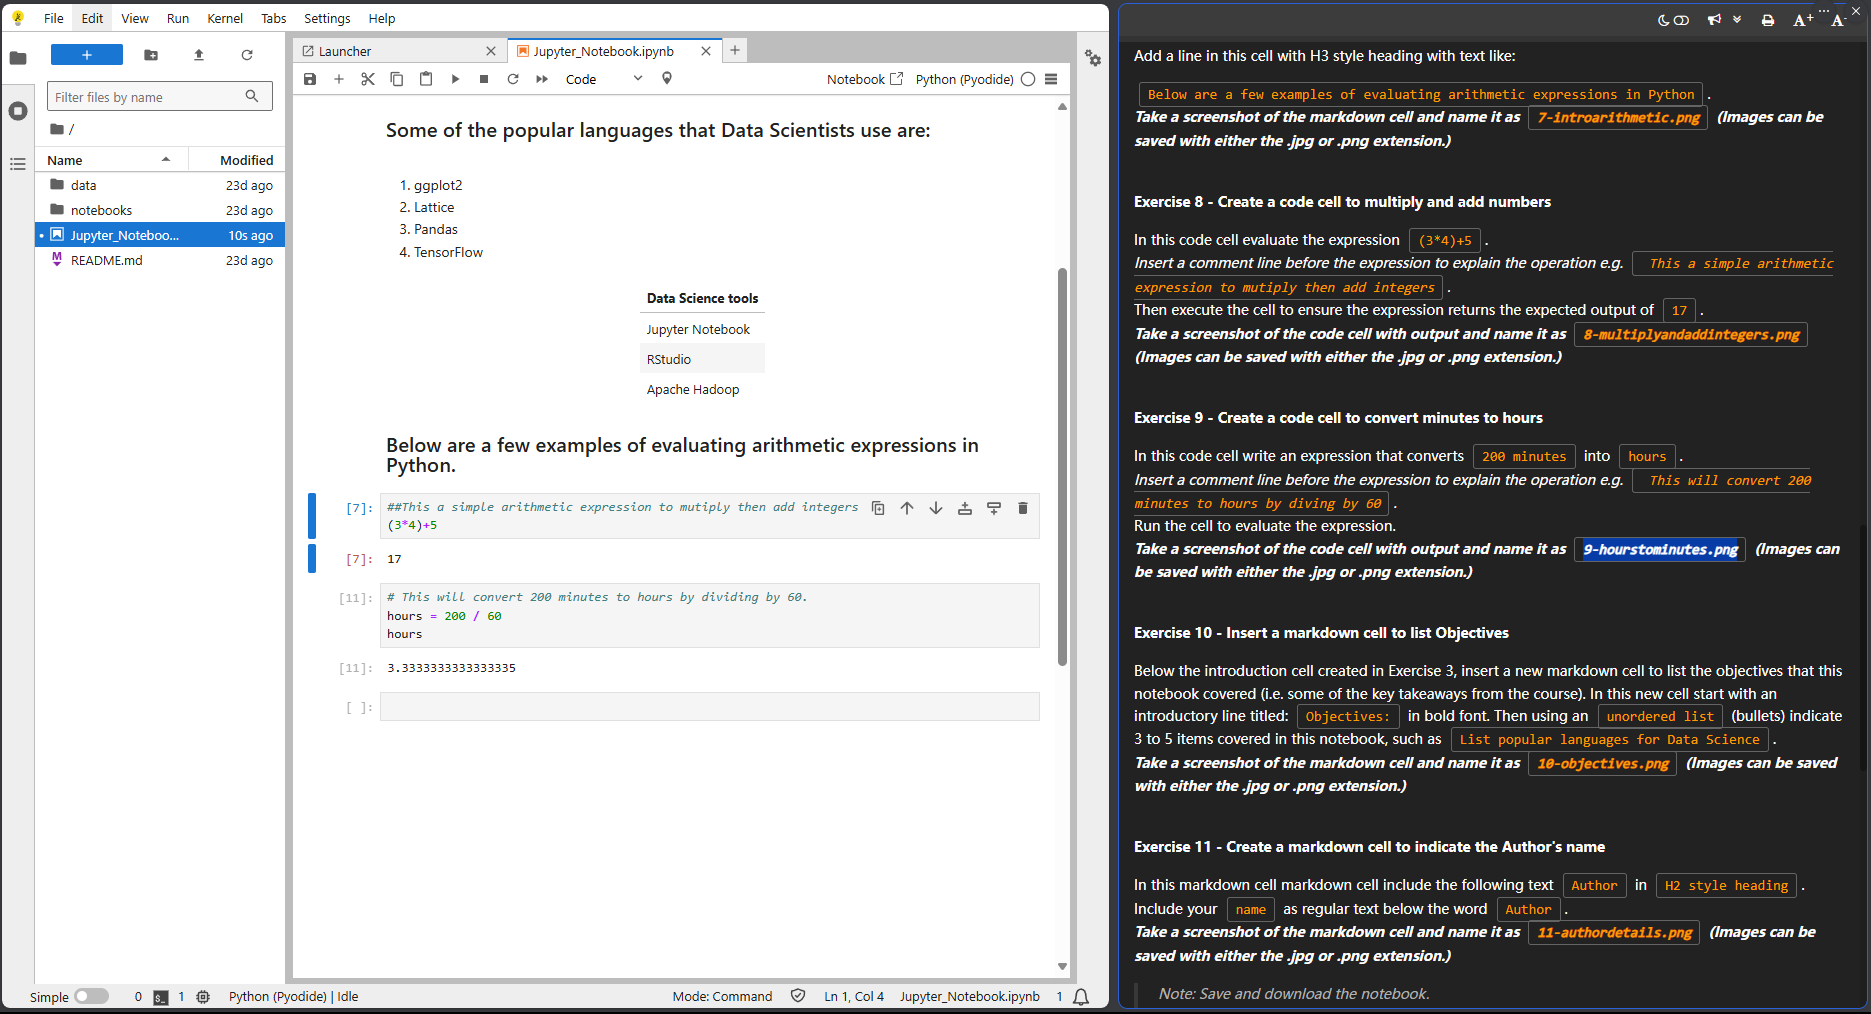 File Edit View Run Kernel Tabs Settings Help
+
Filter files by name
/
Name Modified
data 23d ago
notebooks 23d ago
Jupyter_Noteboo... 10s ago
README.md 23d ago
Launcher
Jupyter_Notebook.ipynb
Code
Notebook Python (Pyodide)
Some of the popular languages that Data Scientists use are:
1. ggplot2
2. Lattice
3. Pandas
4. TensorFlow
Data Science tools
Jupyter Notebook
RStudio
Apache Hadoop
Below are a few examples of evaluating arithmetic expressions in
Python.
[7]: ##This a simple arithmetic expression to mutiply then add integers
(3*4)+5
[7]: 17
[11]: # This will convert 200 minutes to hours by dividing by 60.
hours = 200 / 60
hours
[11]: 3.3333333333333335
[ ]:
Simple 0 $_ 1 Python (Pyodide) | Idle Mode: Command Ln 1, Col 4 Jupyter_Notebook.ipynb 1
A+ A-
Add a line in this cell with H3 style heading with text like:
Below are a few examples of evaluating arithmetic expressions in Python .
Take a screenshot of the markdown cell and name it as 7-introarithmetic.png (Images can be
saved with either the .jpg or .png extension.)
Exercise 8 - Create a code cell to multiply and add numbers
In this code cell evaluate the expression (3*4)+5 .
Insert a comment line before the expression to explain the operation e.g. This a simple arithmetic
expression to mutiply then add integers .
Then execute the cell to ensure the expression returns the expected output of 17 .
Take a screenshot of the code cell with output and name it as 8-multiplyandaddintegers.png
(Images can be saved with either the .jpg or .png extension.)
Exercise 9 - Create a code cell to convert minutes to hours
In this code cell write an expression that converts 200 minutes into hours .
Insert a comment line before the expression to explain the operation e.g. This will convert 200
minutes to hours by diving by 60 .
Run the cell to evaluate the expression.
Take a screenshot of the code cell with output and name it as 9-hourstominutes.png (Images can
be saved with either the .jpg or .png extension.)
Exercise 10 - Insert a markdown cell to list Objectives
Below the introduction cell created in Exercise 3, insert a new markdown cell to list the objectives that this
notebook covered (i.e. some of the key takeaways from the course). In this new cell start with an
introductory line titled: Objectives: in bold font. Then using an unordered list (bullets) indicate
3 to 5 items covered in this notebook, such as List popular languages for Data Science .
Take a screenshot of the markdown cell and name it as 10-objectives.png (Images can be saved
with either the .jpg or .png extension.)
Exercise 11 - Create a markdown cell to indicate the Author's name
In this markdown cell markdown cell include the following text Author in H2 style heading .
Include your name as regular text below the word Author .
Take a screenshot of the markdown cell and name it as 11-authordetails.png (Images can be
saved with either the .jpg or .png extension.)
Note: Save and download the notebook.